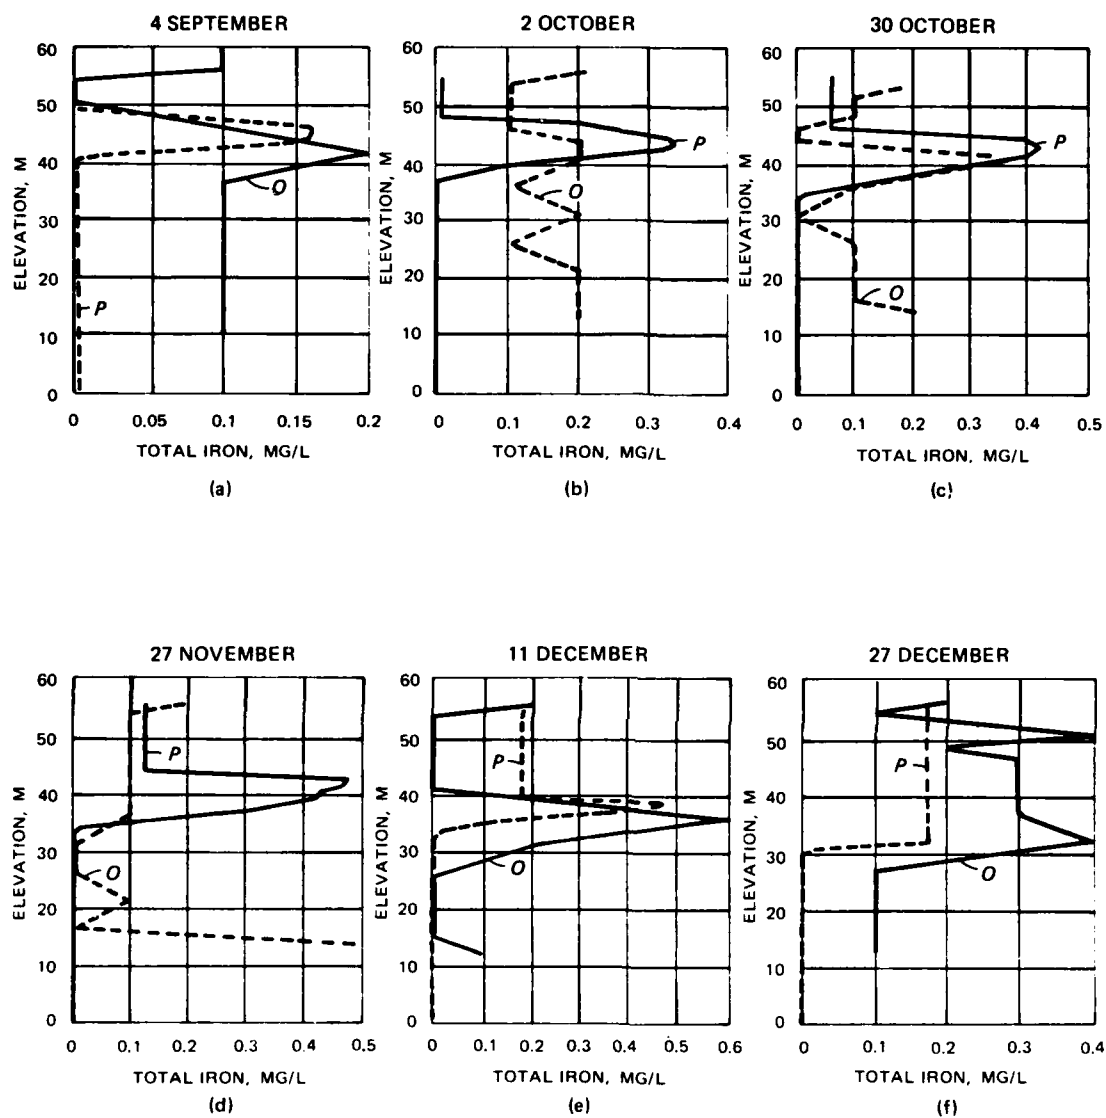 4 SEPTEMBER
60
50
40
30
20
10
0
ELEVATION, M
O
P
0 0.05 0.1 0.15 0.2
TOTAL IRON, MG/L
(a)
2 OCTOBER
60
50
40
30
20
10
0
ELEVATION, M
P
O
0 0.1 0.2 0.3 0.4
TOTAL IRON, MG/L
(b)
30 OCTOBER
60
50
40
30
20
10
0
ELEVATION, M
P
O
0 0.1 0.2 0.3 0.4 0.5
TOTAL IRON, MG/L
(c)
27 NOVEMBER
60
50
40
30
20
10
0
ELEVATION, M
P
O
0 0.1 0.2 0.3 0.4 0.5
TOTAL IRON, MG/L
(d)
11 DECEMBER
60
50
40
30
20
10
0
ELEVATION, M
P
O
0 0.1 0.2 0.3 0.4 0.5 0.6
TOTAL IRON, MG/L
(e)
27 DECEMBER
60
50
40
30
20
10
0
ELEVATION, M
P
O
0 0.1 0.2 0.3 0.4
TOTAL IRON, MG/L
(f)